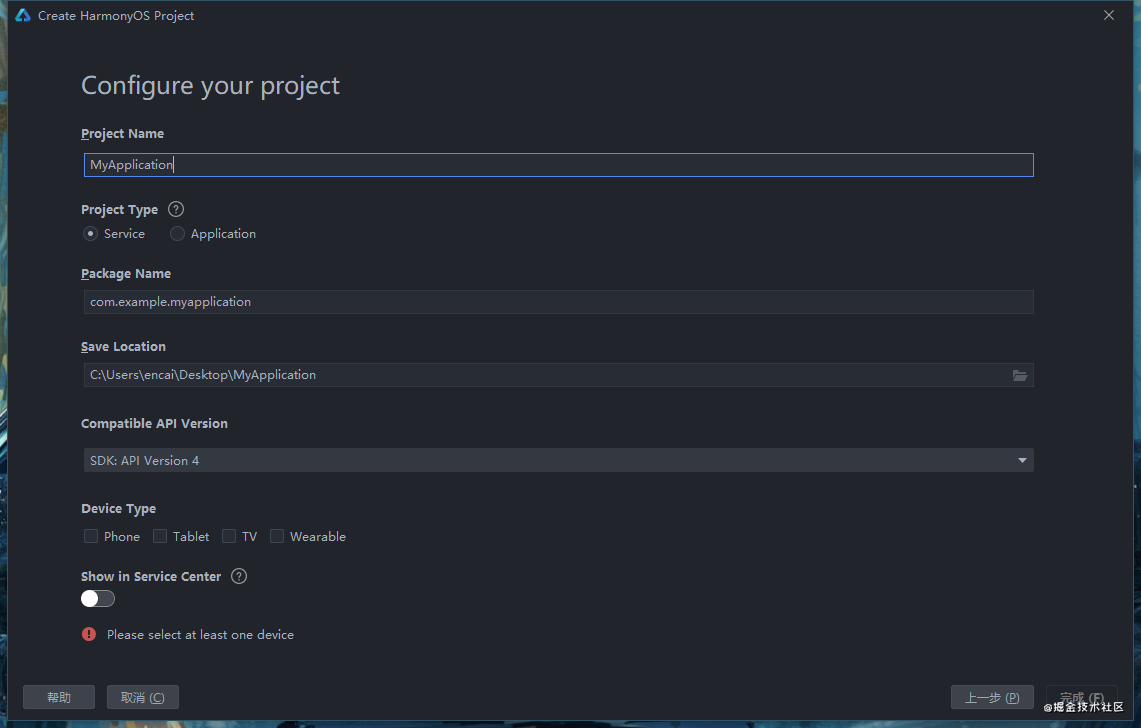 Create HarmonyOS Project
Configure your project
Project Name
MyApplication
Project Type ?
Service Application
Package Name
com.example.myapplication
Save Location
C:\Users\encai\Desktop\MyApplication
Compatible API Version
SDK: API Version 4
Device Type
Phone Tablet TV Wearable
Show in Service Center ?
! Please select at least one device
帮助 取消 (C) 上一步 (P) 完成 (F)
@掘金技术社区